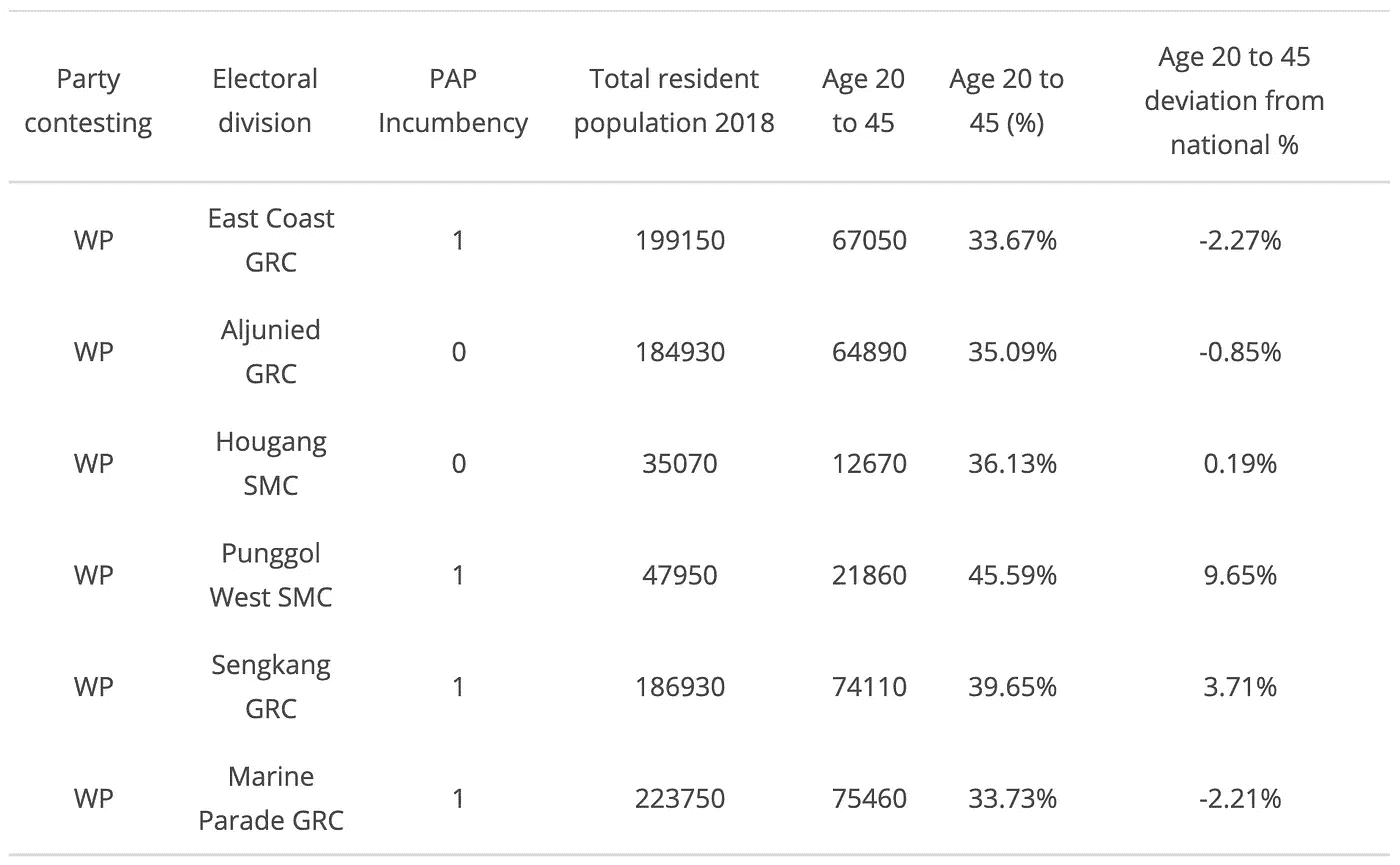 Party contesting Electoral division PAP Incumbency Total resident population 2018 Age 20 to 45 Age 20 to 45 (%) Age 20 to 45 deviation from national %
WP East Coast GRC 1 199150 67050 33.67% -2.27%
WP Aljunied GRC 0 184930 64890 35.09% -0.85%
WP Hougang SMC 0 35070 12670 36.13% 0.19%
WP Punggol West SMC 1 47950 21860 45.59% 9.65%
WP Sengkang GRC 1 186930 74110 39.65% 3.71%
WP Marine Parade GRC 1 223750 75460 33.73% -2.21%